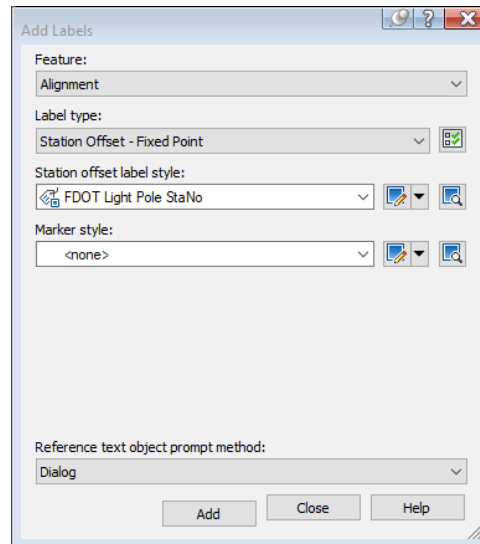 Add Labels
Feature:
Alignment
Label type:
Station Offset - Fixed Point
Station offset label style:
FDOT Light Pole StaNo
Marker style:
<none>
Reference text object prompt method:
Dialog
Add Close Help